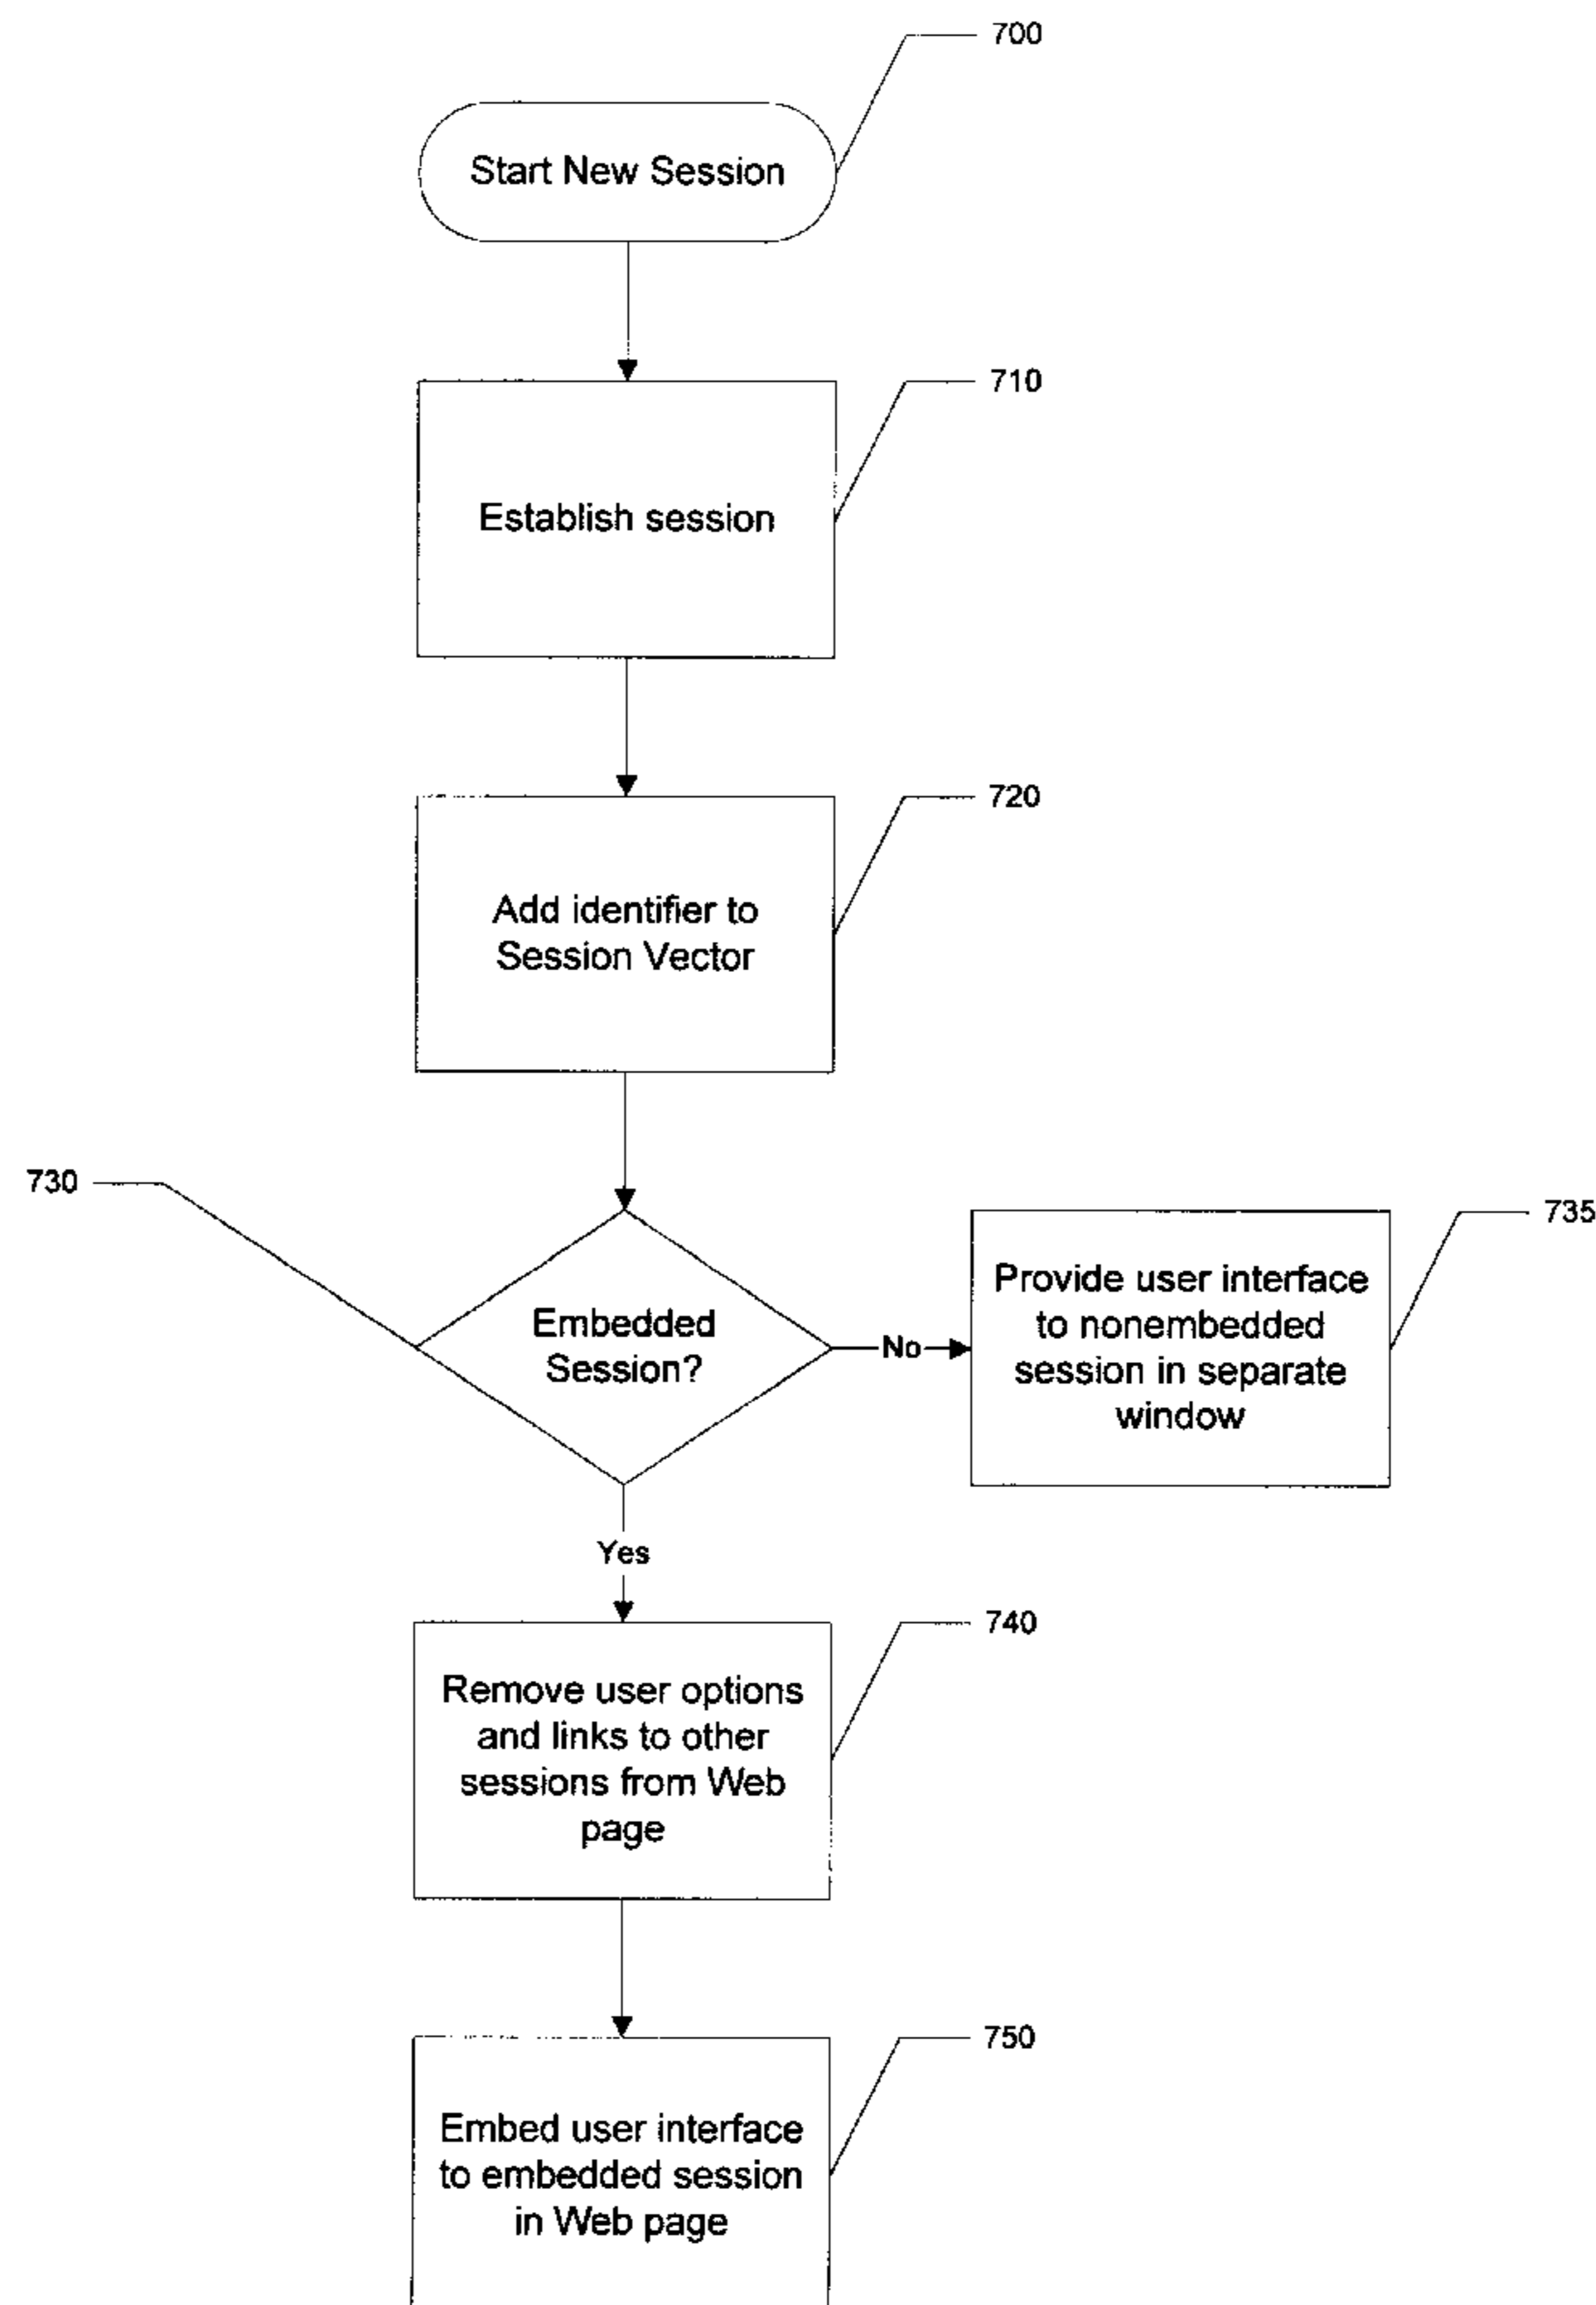 700
Start New Session
710
Establish session
720
Add identifier to
Session Vector
730
735
Embedded
Session?
No
Provide user interface
to nonembedded
session in separate
window
Yes
740
Remove user options
and links to other
sessions from Web
page
750
Embed user interface
to embedded session
in Web page